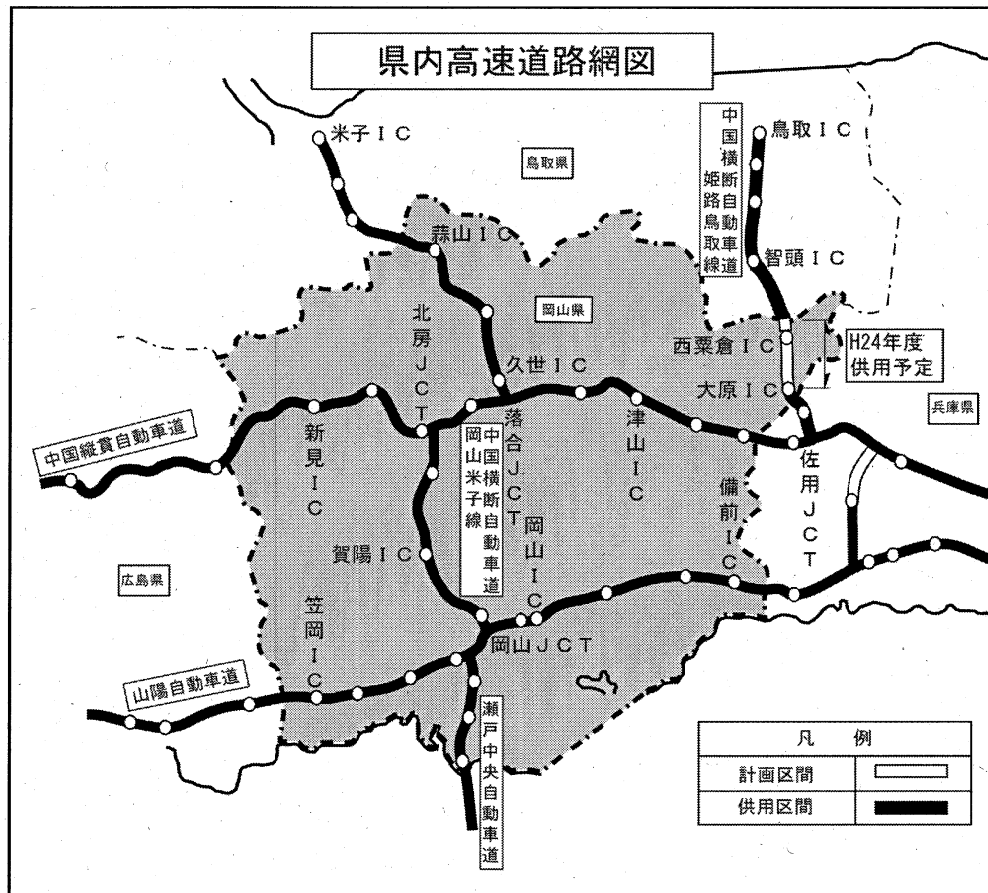 県内高速道路網図
米子ＩＣ
鳥取県
中国横断自動車道
姫路鳥取線
鳥取ＩＣ
智頭ＩＣ
蒜山ＩＣ
岡山県
北房ＪＣＴ
西粟倉ＩＣ
H24年度
供用予定
久世ＩＣ
大原ＩＣ
兵庫県
中国縦貫自動車道
新見ＩＣ
中国横断自動車道
岡山米子線
落合ＪＣＴ
津山ＩＣ
佐用ＪＣＴ
備前ＩＣ
岡山ＩＣ
賀陽ＩＣ
広島県
笠岡ＩＣ
岡山ＪＣＴ
山陽自動車道
瀬戸中央自動車道
凡　例
計画区間
供用区間